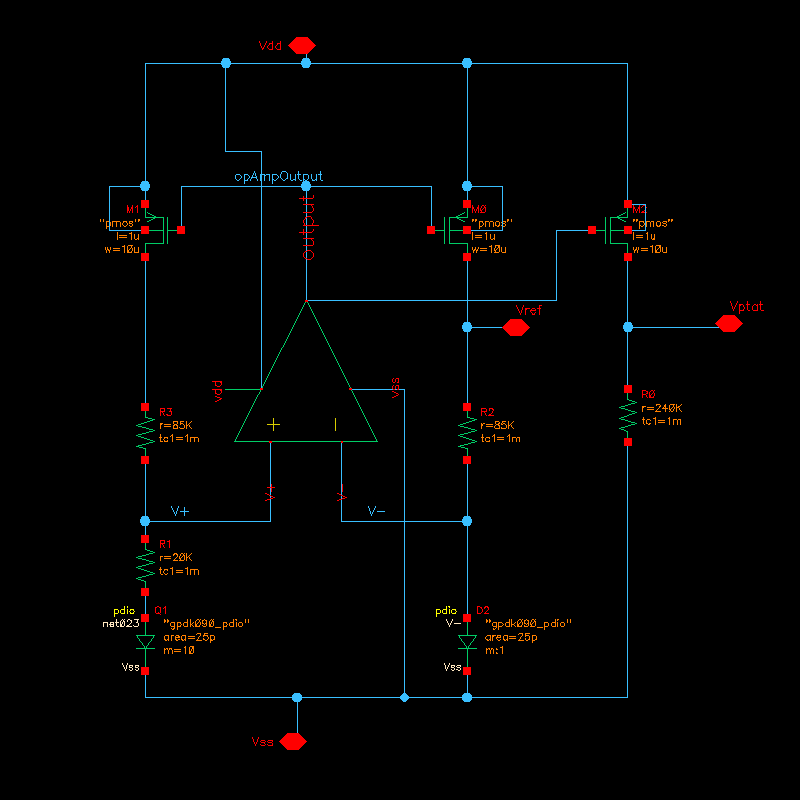 Vdd
opAmpOutput
output
M1
"pmos"
l=1u
w=10u
M0
"pmos"
l=1u
w=10u
M2
"pmos"
l=1u
w=10u
Vref
Vptat
vdd
vss
+
-
R3
r=85K
tc1=1m
R2
r=85K
tc1=1m
R0
r=240K
tc1=1m
V+
V-
V+
V-
R1
r=20K
tc1=1m
pdio
Q1
net023
"gpdk090_pdio"
area=25p
m=10
Vss
pdio
D2
V-
"gpdk090_pdio"
area=25p
m:1
Vss
Vss